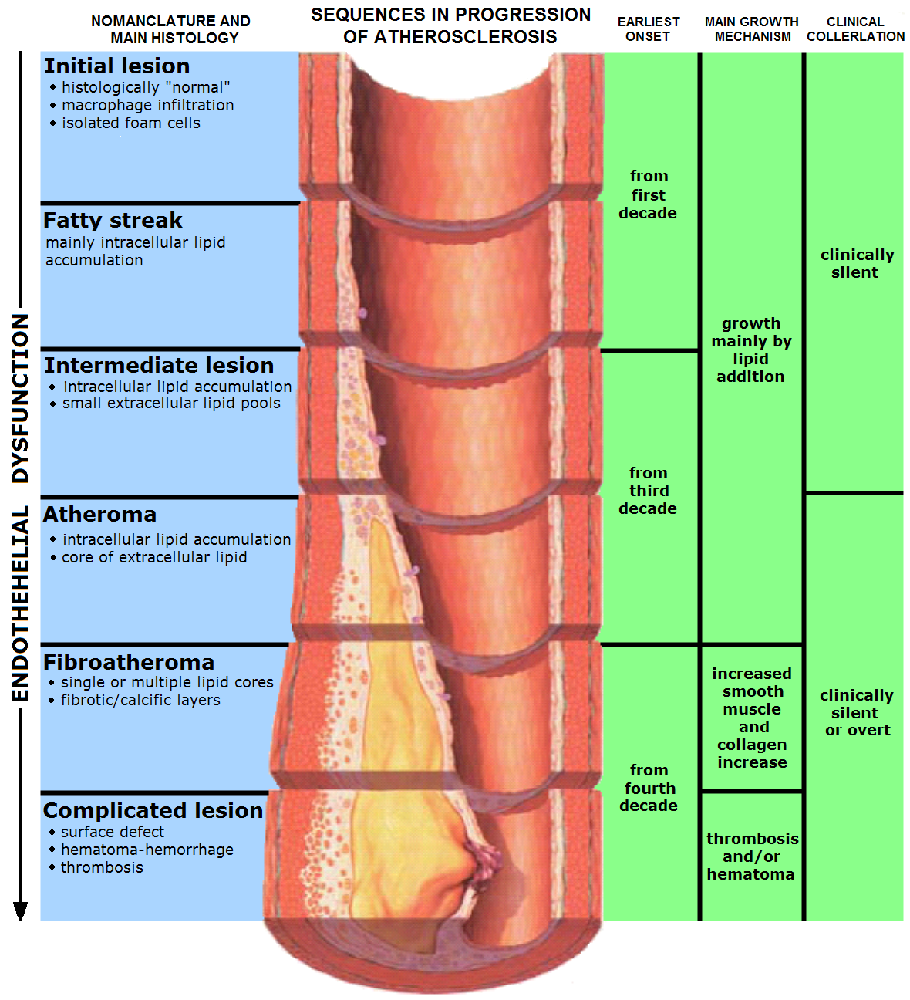 NOMANCLATURE AND
MAIN HISTOLOGY
SEQUENCES IN PROGRESSION
OF ATHEROSCLEROSIS
EARLIEST
ONSET
MAIN GROWTH
MECHANISM
CLINICAL
COLLERLATION
ENDOTHEHELIAL DYSFUNCTION
Initial lesion
• histologically "normal"
• macrophage infiltration
• isolated foam cells
Fatty streak
mainly intracellular lipid
accumulation
Intermediate lesion
• intracellular lipid accumulation
• small extracellular lipid pools
Atheroma
• intracellular lipid accumulation
• core of extracellular lipid
Fibroatheroma
• single or multiple lipid cores
• fibrotic/calcific layers
Complicated lesion
• surface defect
• hematoma-hemorrhage
• thrombosis
from
first
decade
from
third
decade
from
fourth
decade
growth
mainly by
lipid
addition
increased
smooth
muscle
and
collagen
increase
thrombosis
and/or
hematoma
clinically
silent
clinically
silent
or overt